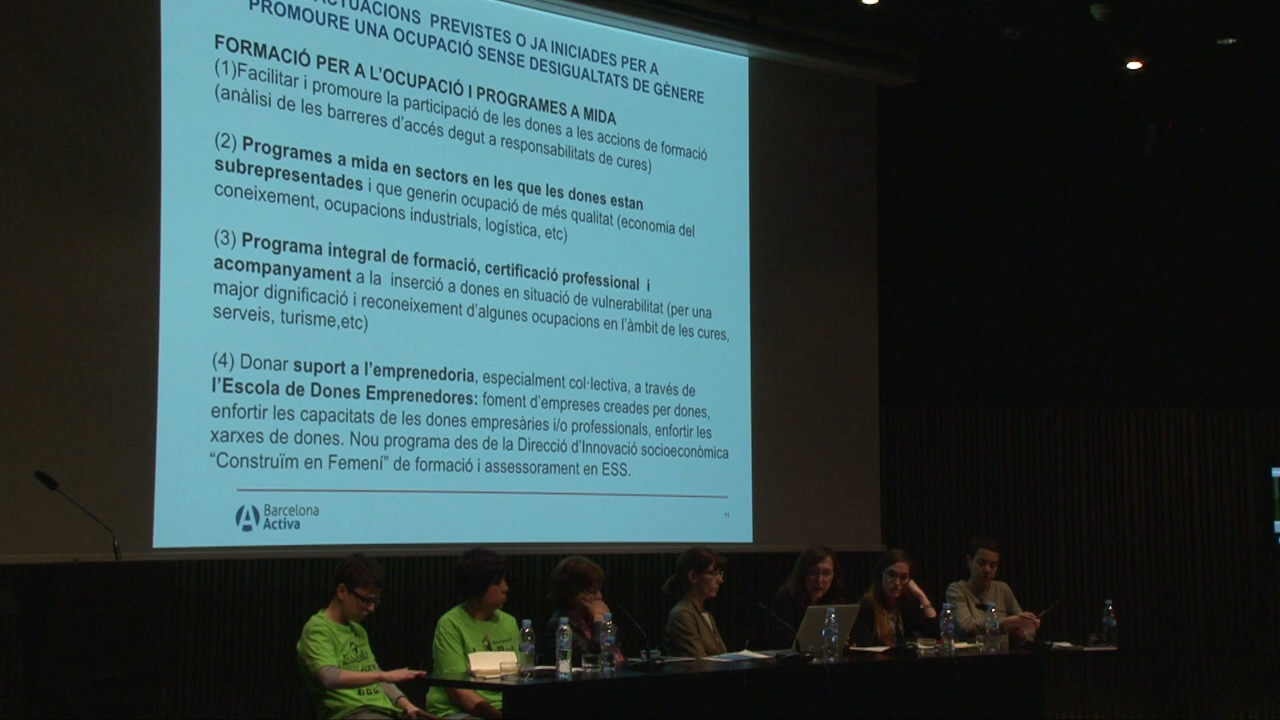 ACTUACIONS PREVISTES O JA INICIADES PER A
PROMOURE UNA OCUPACIÓ SENSE DESIGUALTATS DE GÈNERE
FORMACIÓ PER A L'OCUPACIÓ I PROGRAMES A MIDA
(1)Facilitar i promoure la participació de les dones a les accions de formació
(anàlisi de les barreres d'accés degut a responsabilitats de cures)
(2) Programes a mida en sectors en les que les dones estan
subrepresentades i que generin ocupació de més qualitat (economia del
coneixement, ocupacions industrials, logística, etc)
(3) Programa integral de formació, certificació professional i
acompanyament a la inserció a dones en situació de vulnerabilitat (per una
major dignificació i reconeixement d'algunes ocupacions en l'àmbit de les cures,
serveis, turisme,etc)
(4) Donar suport a l'emprenedoria, especialment col·lectiva, a través de
l'Escola de Dones Emprenedores: foment d'empreses creades per dones,
enfortir les capacitats de les dones empresàries i/o professionals, enfortir les
xarxes de dones. Nou programa des de la Direcció d'Innovació socioeconòmica
"Construïm en Femení" de formació i assessorament en ESS.
Barcelona
Activa
11